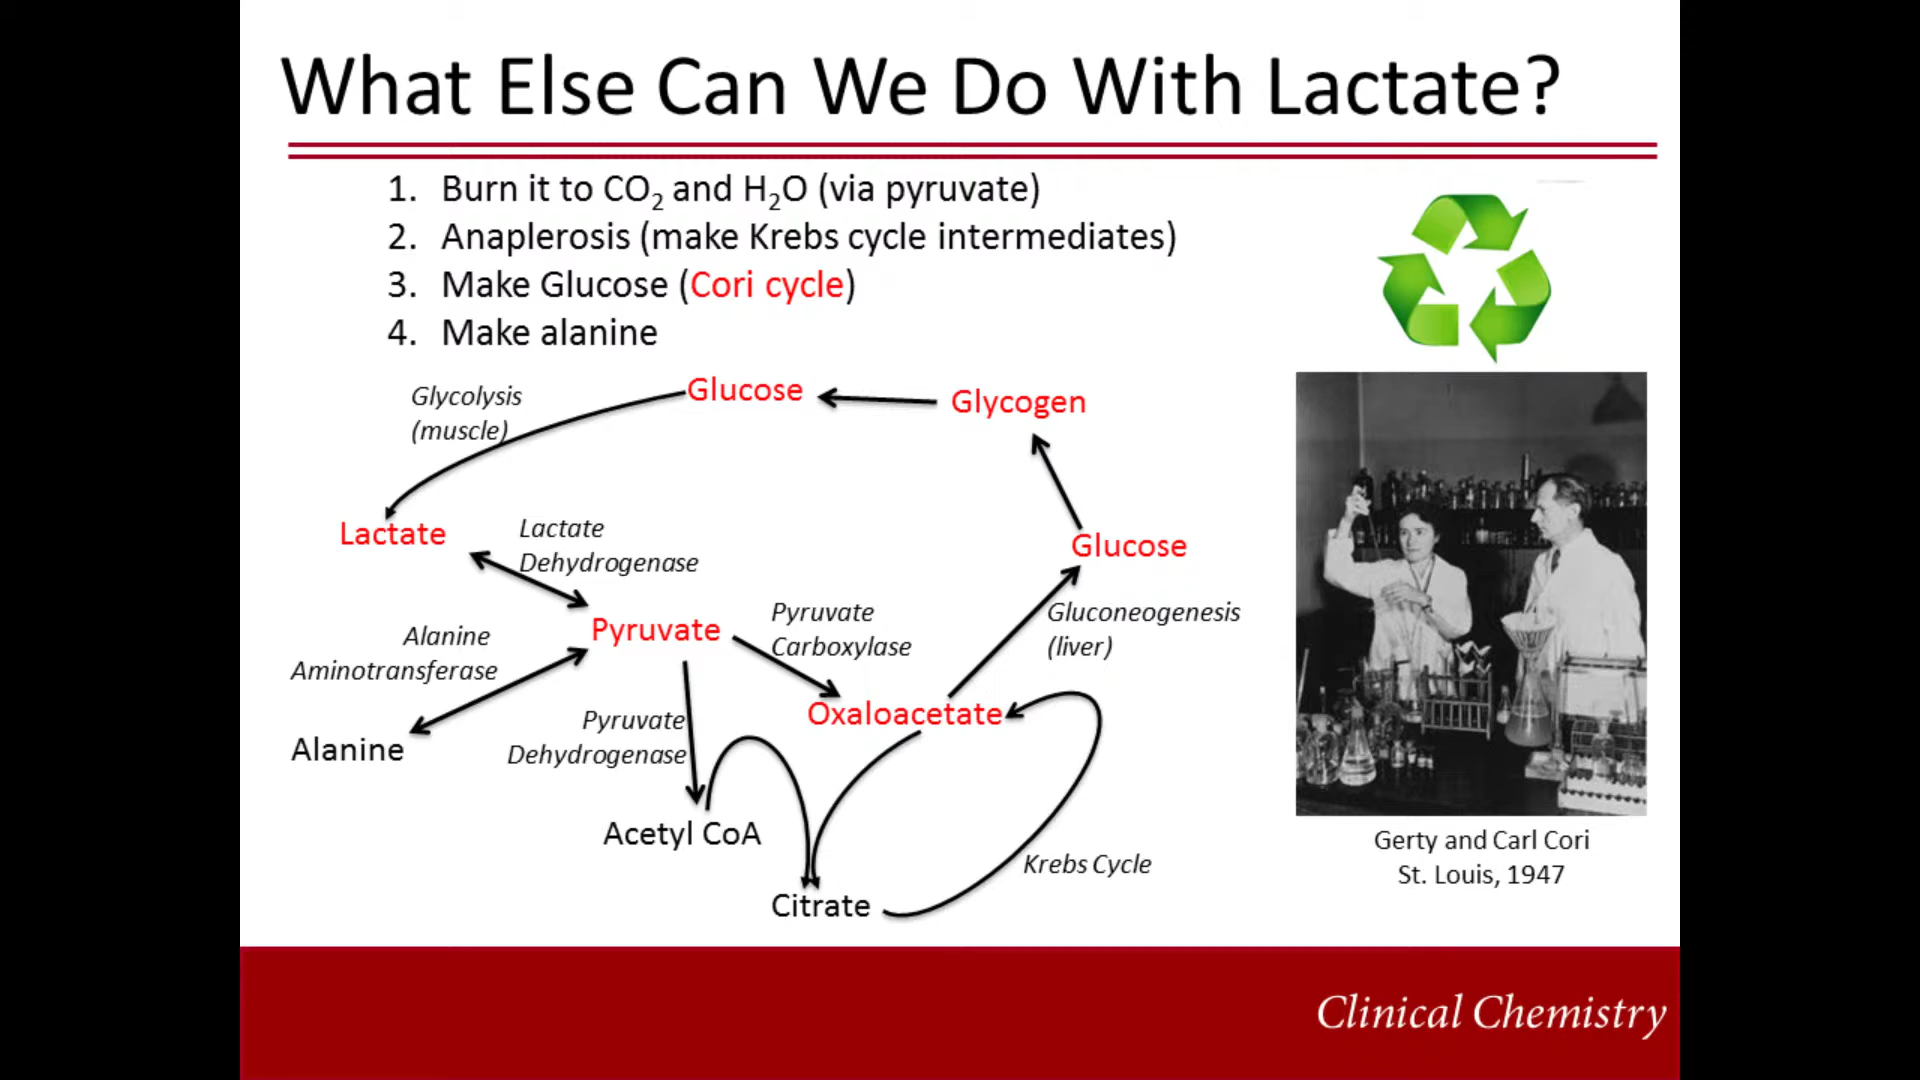 What Else Can We Do With Lactate?
1. Burn it to CO₂ and H₂O (via pyruvate)
2. Anaplerosis (make Krebs cycle intermediates)
3. Make Glucose (Cori cycle)
4. Make alanine
Glycolysis
(muscle)
Glucose
Glycogen
Lactate
Lactate
Dehydrogenase
Glucose
Pyruvate
Pyruvate
Carboxylase
Gluconeogenesis
(liver)
Alanine
Aminotransferase
Alanine
Pyruvate
Dehydrogenase
Oxaloacetate
Acetyl CoA
Citrate
Krebs Cycle
Gerty and Carl Cori
St. Louis, 1947
Clinical Chemistry